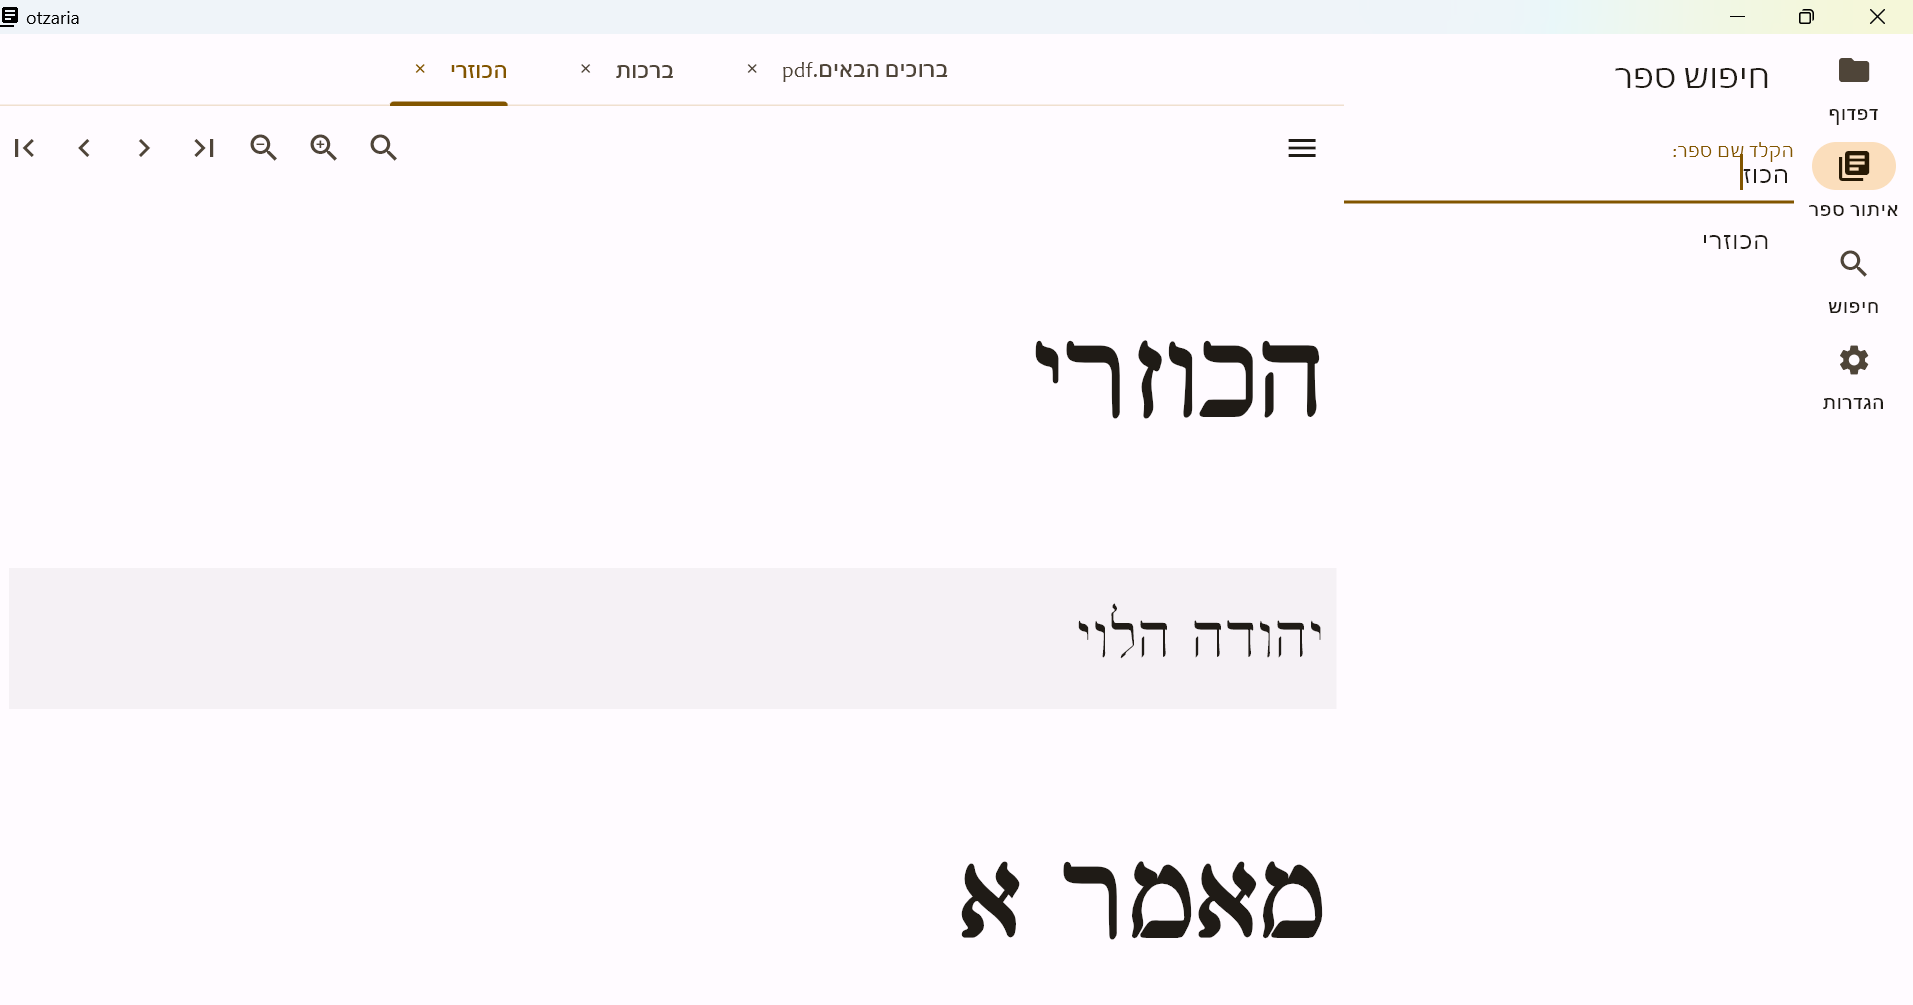 otzaria
ברוכים הבאים.pdf
ברכות
הכוזרי
חיפוש ספר
הקלד שם ספר:
הכוז
הכוזרי
דפדוף
איתור ספר
חיפוש
הגדרות
הכוזרי
יהודה הלוי
מאמר א